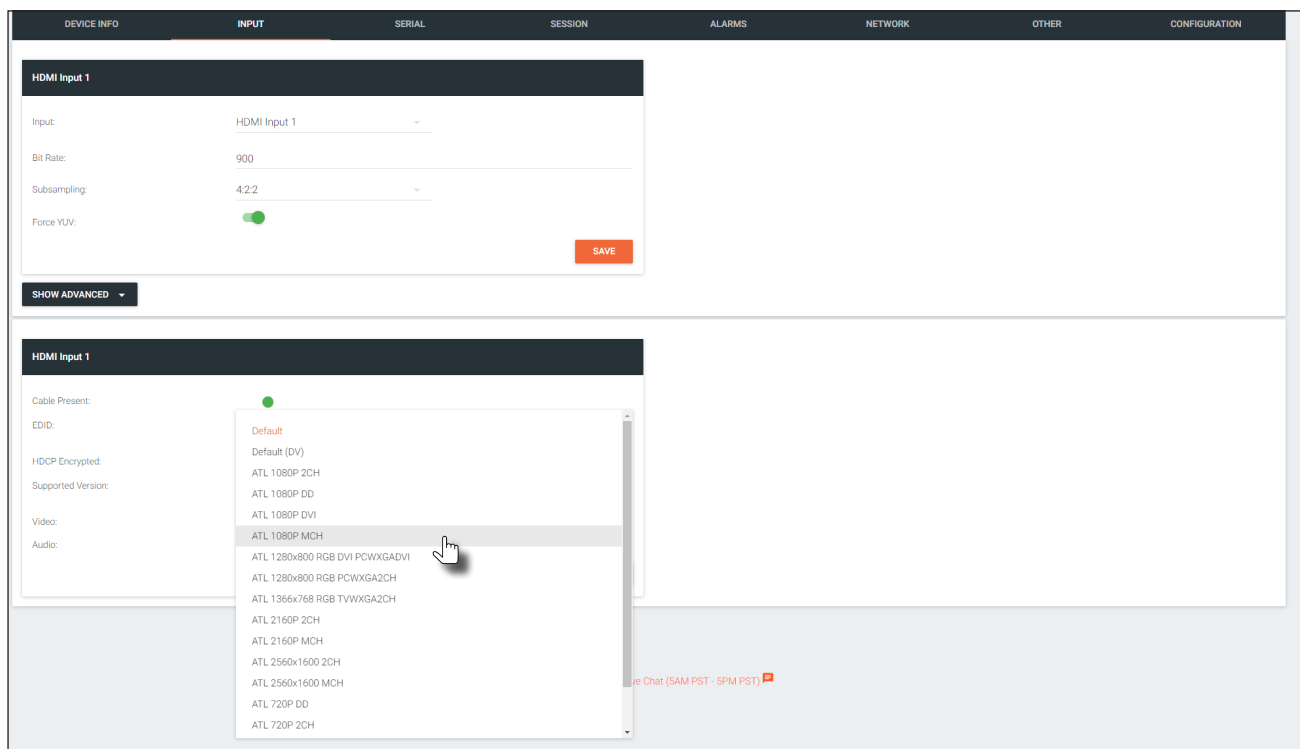 DEVICE INFO INPUT SERIAL SESSION ALARMS NETWORK OTHER CONFIGURATION
HDMI Input 1
Input: HDMI Input 1
Bit Rate: 900
Subsampling: 4:2:2
Force YUV:
SAVE
SHOW ADVANCED
HDMI Input 1
Cable Present:
EDID:
HDCP Encrypted:
Supported Version:
Video:
Audio:
Default
Default (DV)
ATL 1080P 2CH
ATL 1080P DD
ATL 1080P DVI
ATL 1080P MCH
ATL 1280x800 RGB DVI PCWXGADVI
ATL 1280x800 RGB PCWXGA2CH
ATL 1366x768 RGB TVWXGA2CH
ATL 2160P 2CH
ATL 2160P MCH
ATL 2560x1600 2CH
ATL 2560x1600 MCH
ATL 720P DD
ATL 720P 2CH
Chat (5AM PST - 5PM PST)